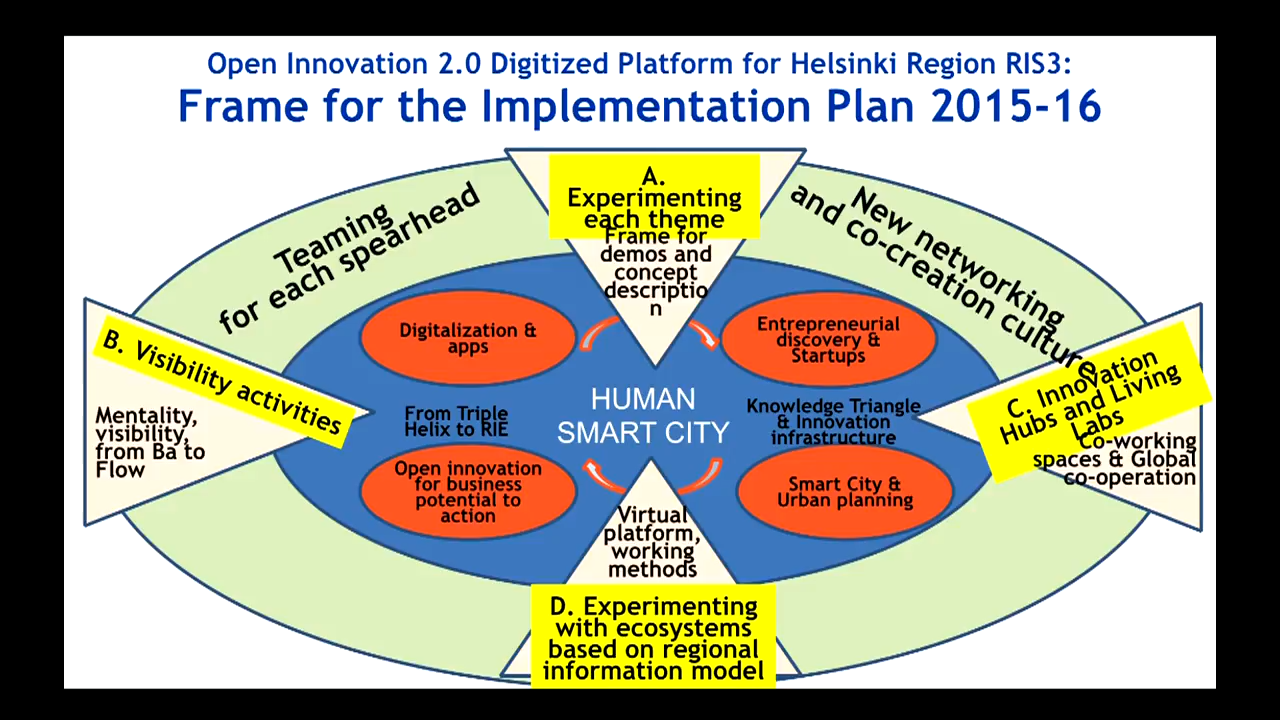 Open Innovation 2.0 Digitized Platform for Helsinki Region RIS3:
Frame for the Implementation Plan 2015-16
A.
Experimenting
each theme
Frame for
demos and
concept
descriptio
n
Teaming
for each spearhead
New networking
and co-creation culture
B. Visibility activities
Mentality,
visibility,
from Ba to
Flow
Digitalization &
apps
Entrepreneurial
discovery &
Startups
HUMAN
SMART CITY
From Triple
Helix to RIE
Knowledge Triangle
& Innovation
infrastructure
C. Innovation
Hubs and Living
Labs
Co-working
spaces & Global
co-operation
Open innovation
for business
potential to
action
Smart City &
Urban planning
Virtual
platform,
working
methods
D. Experimenting
with ecosystems
based on regional
information model